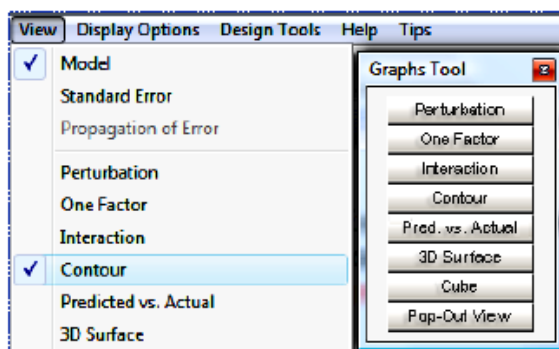 View Display Options Design Tools Help Tips
Model
Standard Error
Propagation of Error
Perturbation
One Factor
Interaction
Contour
Predicted vs. Actual
3D Surface
Graphs Tool
Perturbation
One Factor
Interaction
Contour
Pred. vs. Actual
3D Surface
Cube
Pop-Out View